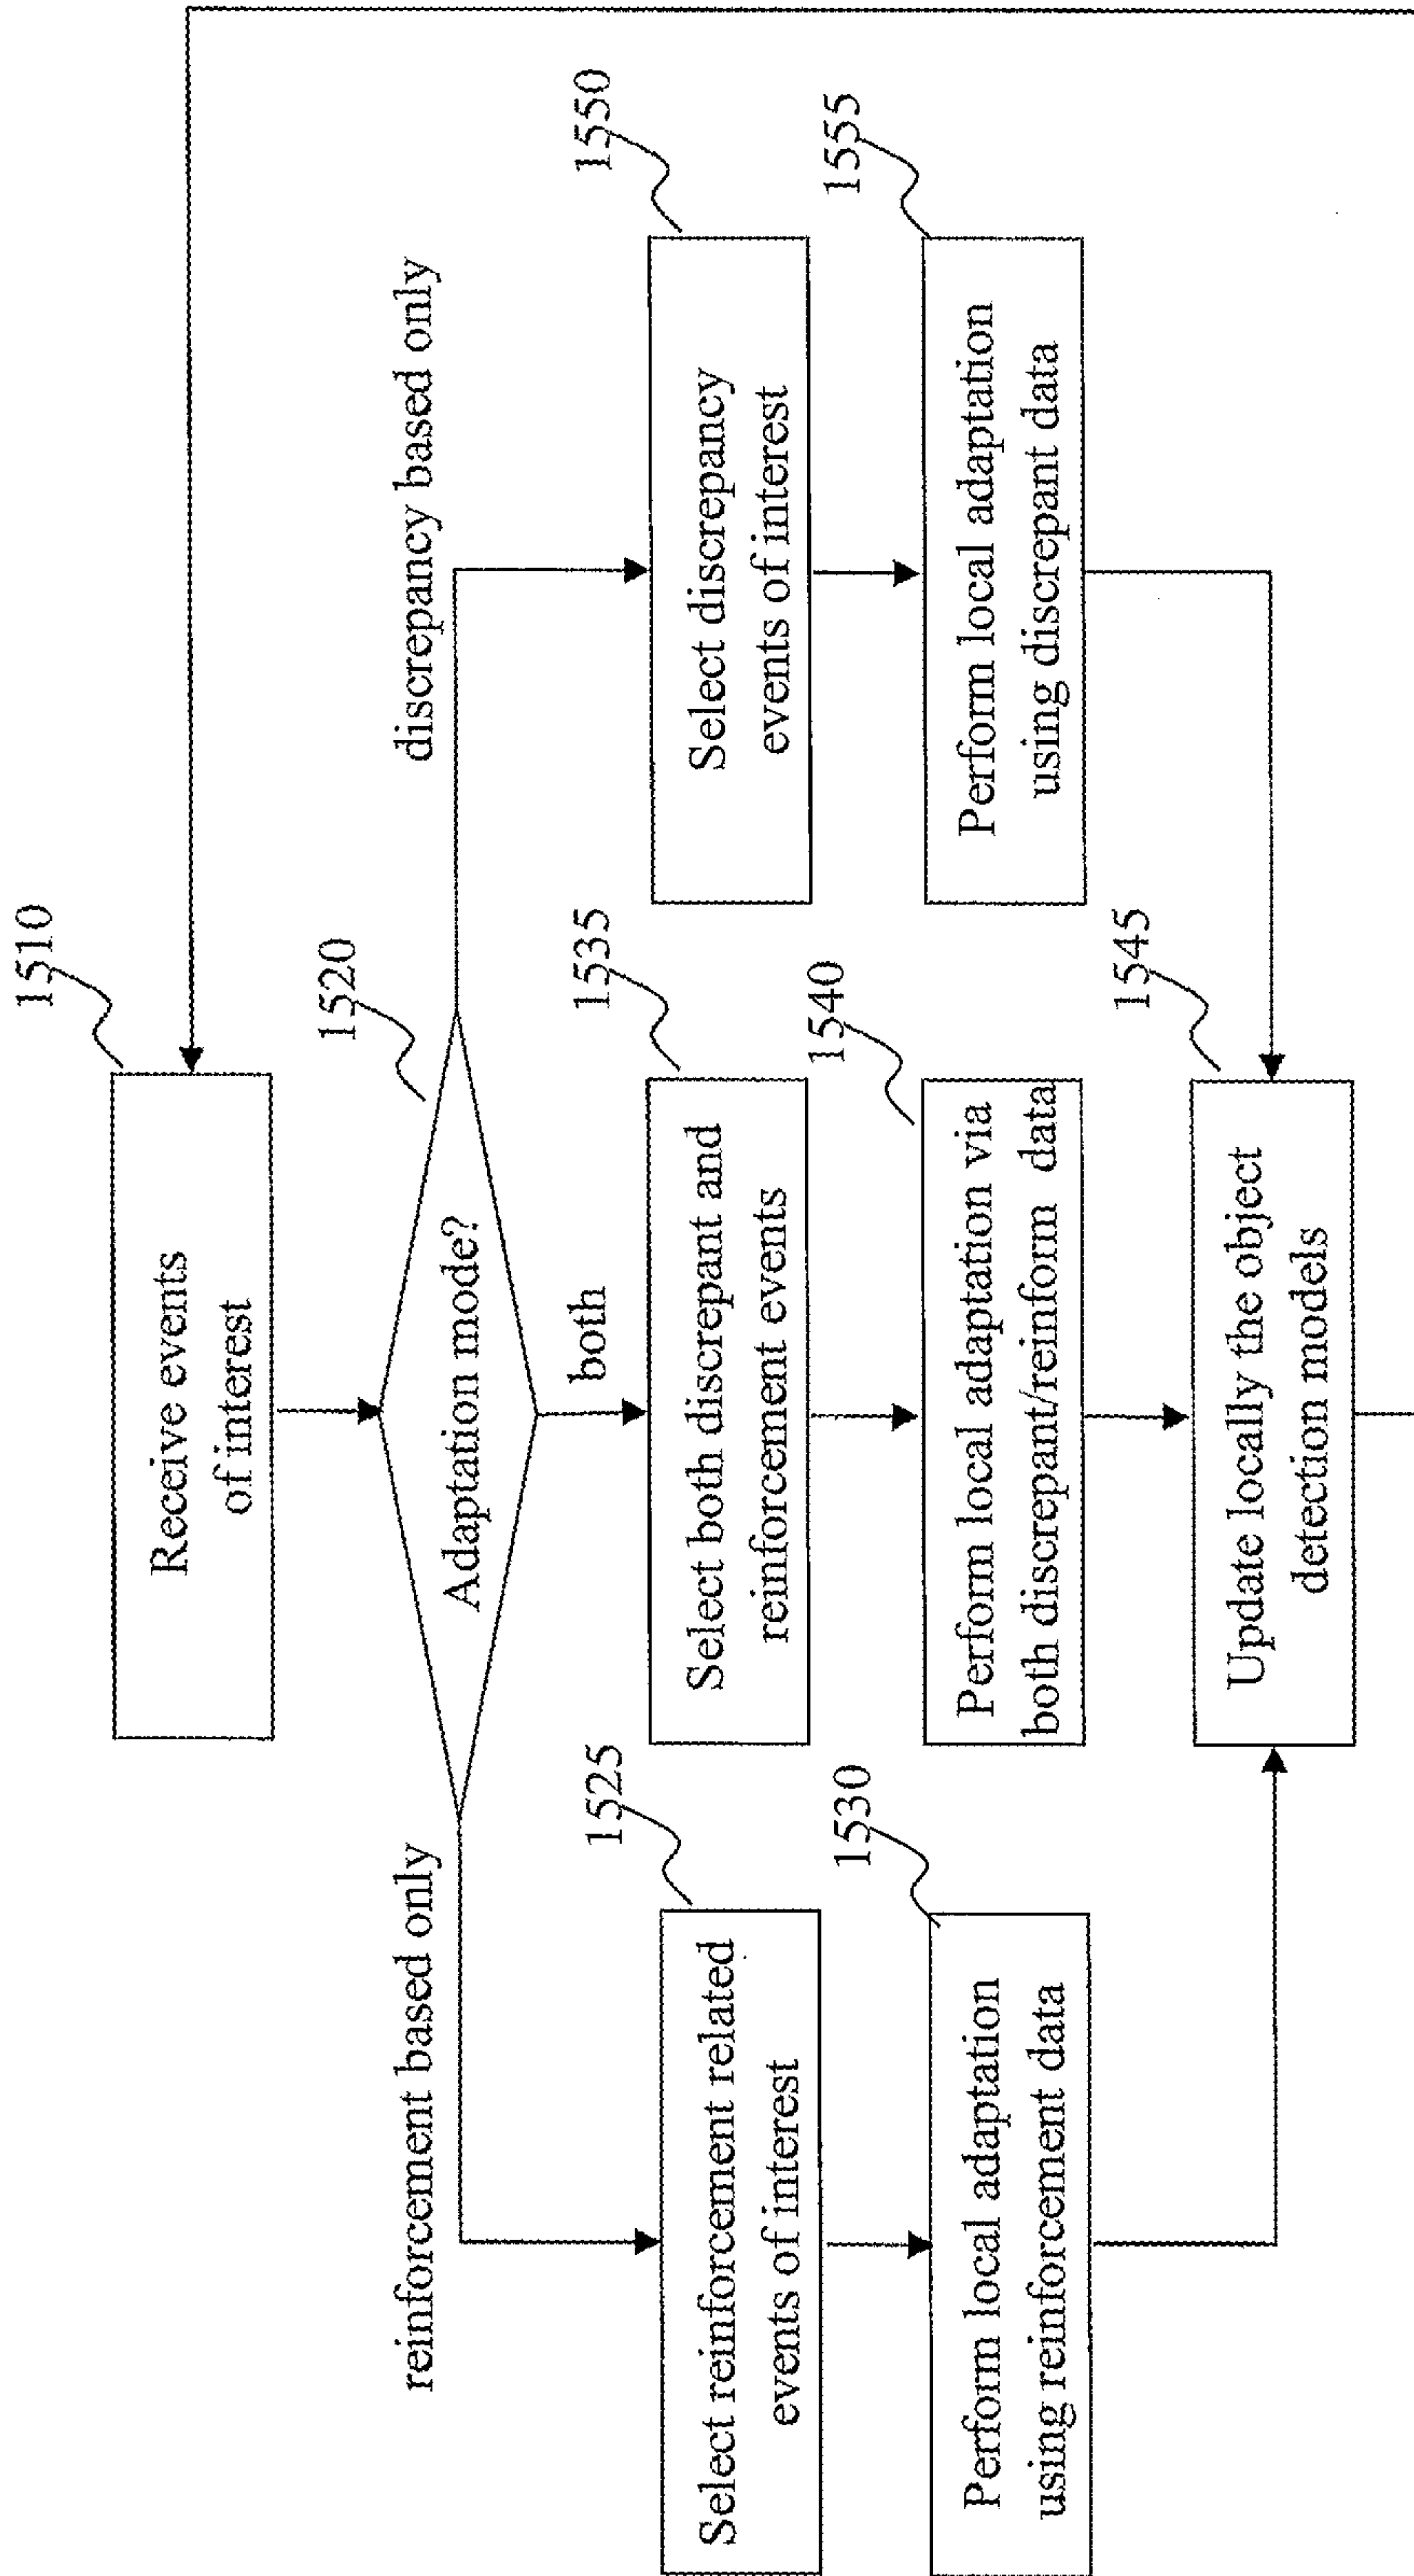 1510
Receive events
of interest
1520
Adaptation mode?
reinforcement based only
both
discrepancy based only
1525
Select reinforcement related
events of interest
1535
Select both discrepant and
reinforcement events
1550
Select discrepancy
events of interest
1530
Perform local adaptation
using reinforcement data
1540
Perform local adaptation via
both discrepant/reinform data
1555
Perform local adaptation
using discrepant data
1545
Update locally the object
detection models